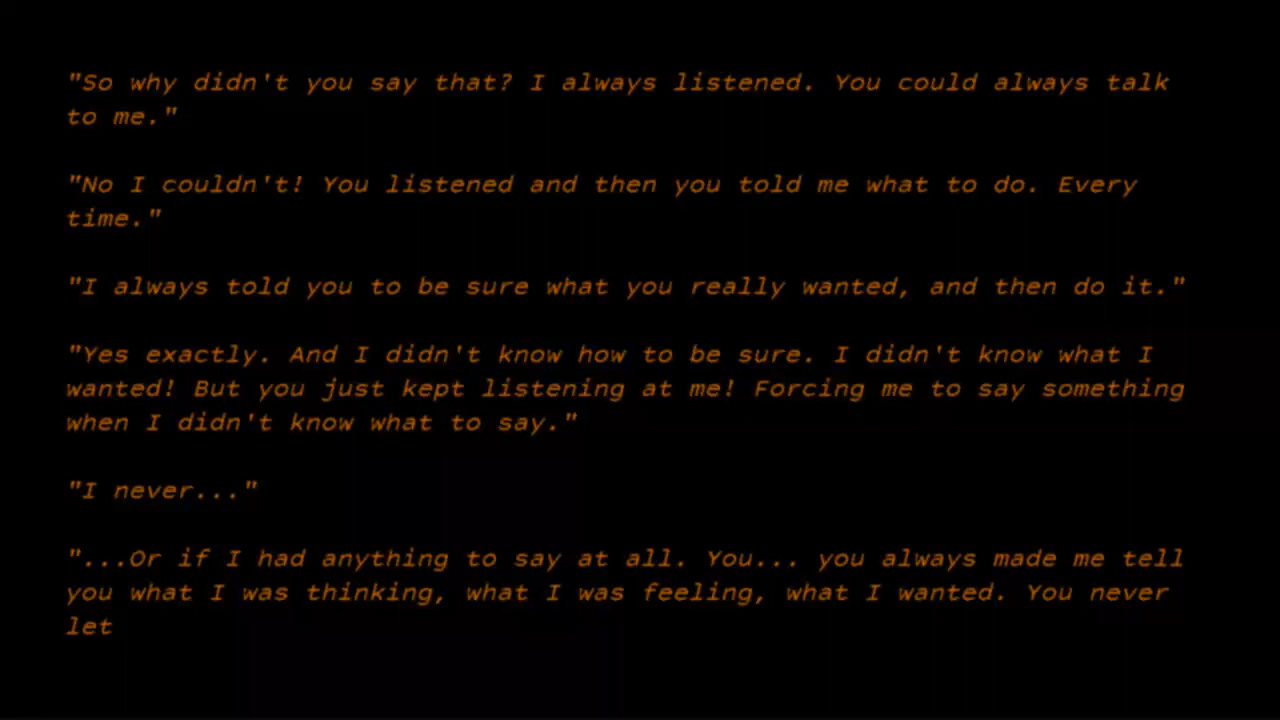 "So why didn't you say that? I always listened. You could always talk
to me."
"No I couldn't! You listened and then you told me what to do. Every
time."
"I always told you to be sure what you really wanted, and then do it."
"Yes exactly. And I didn't know how to be sure. I didn't know what I
wanted! But you just kept listening at me! Forcing me to say something
when I didn't know what to say."
"I never..."
"...Or if I had anything to say at all. You... you always made me tell
you what I was thinking, what I was feeling, what I wanted. You never
let